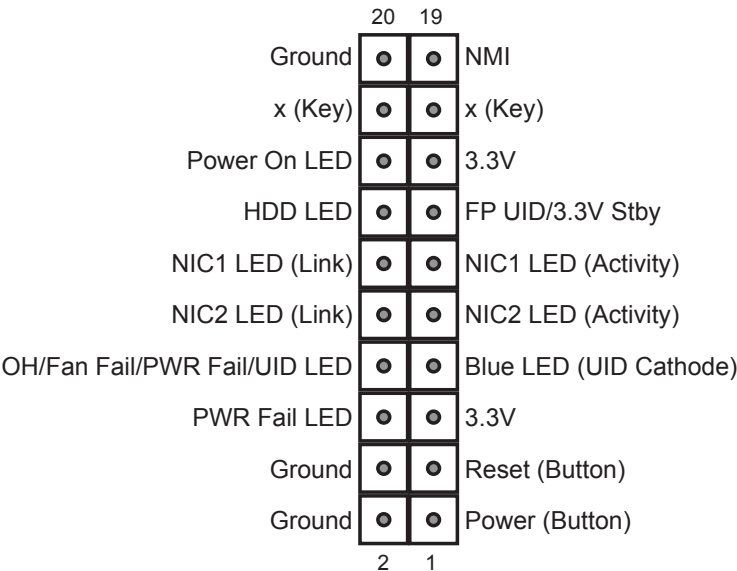 20 19
Ground NMI
x (Key) x (Key)
Power On LED 3.3V
HDD LED FP UID/3.3V Stby
NIC1 LED (Link) NIC1 LED (Activity)
NIC2 LED (Link) NIC2 LED (Activity)
OH/Fan Fail/PWR Fail/UID LED Blue LED (UID Cathode)
PWR Fail LED 3.3V
Ground Reset (Button)
Ground Power (Button)
2 1